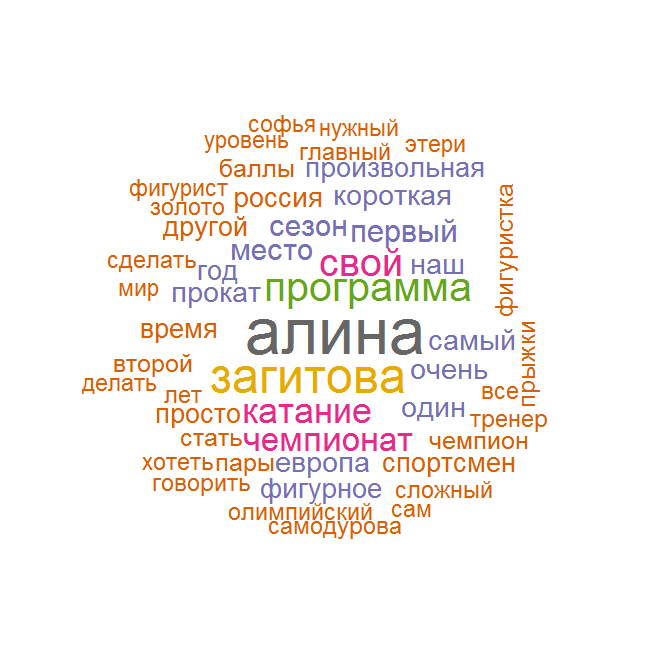 софья нужный
уровень главный этери
баллы произвольная
фигурист россия короткая
золото
другой сезон первый
место свой наш
сделать год
мир прокат программа
фигуристка
время алина самый
прыжки
второй загитова очень
делать лет все
просто катание один тренер
стать чемпионат чемпион
хотеть пары европа спортсмен
говорить фигурное сложный
олимпийский сам
самодурова